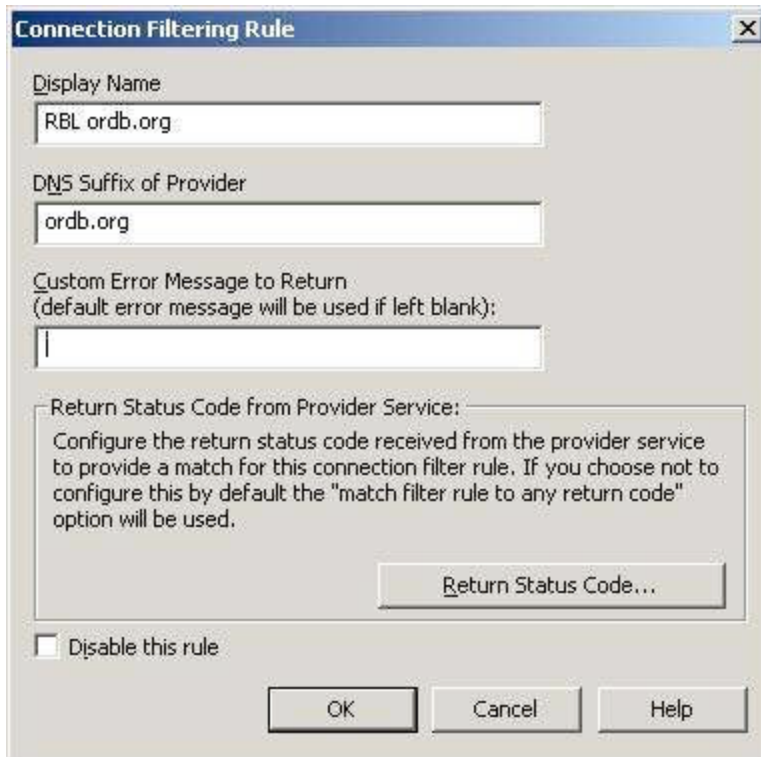 Connection Filtering Rule
Display Name
RBL ordb.org
DNS Suffix of Provider
ordb.org
Custom Error Message to Return
(default error message will be used if left blank):
Return Status Code from Provider Service:
Configure the return status code received from the provider service
to provide a match for this connection filter rule. If you choose not to
configure this by default the "match filter rule to any return code"
option will be used.
Return Status Code...
Disable this rule
OK Cancel Help